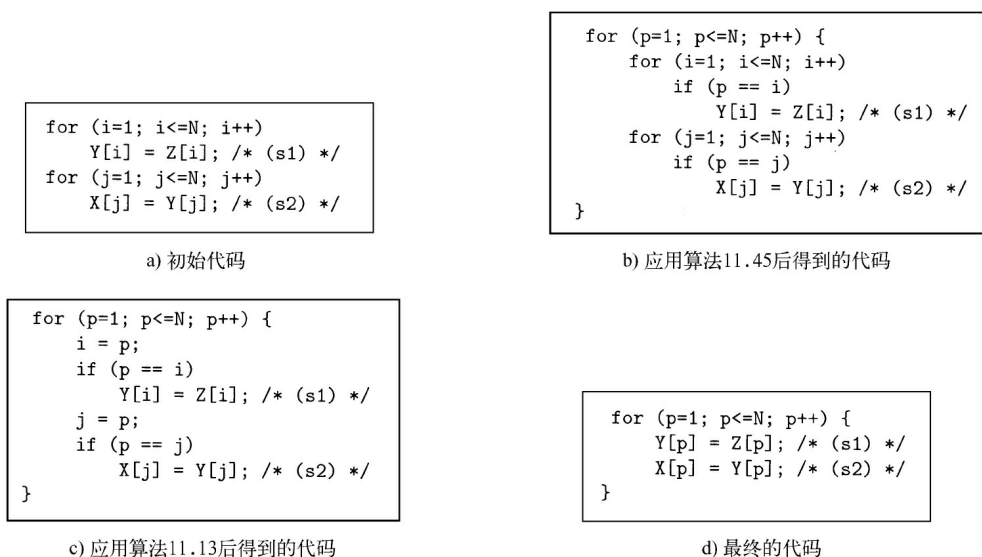 for (i=1; i<=N; i++)
    Y[i] = Z[i]; /* (s1) */
for (j=1; j<=N; j++)
    X[j] = Y[j]; /* (s2) */
a) 初始代码
for (p=1; p<=N; p++) {
    for (i=1; i<=N; i++)
        if (p == i)
            Y[i] = Z[i]; /* (s1) */
    for (j=1; j<=N; j++)
        if (p == j)
            X[j] = Y[j]; /* (s2) */
}
b) 应用算法11.45后得到的代码
for (p=1; p<=N; p++) {
    i = p;
    if (p == i)
        Y[i] = Z[i]; /* (s1) */
    j = p;
    if (p == j)
        X[j] = Y[j]; /* (s2) */
}
c) 应用算法11.13后得到的代码
for (p=1; p<=N; p++) {
    Y[p] = Z[p]; /* (s1) */
    X[p] = Y[p]; /* (s2) */
}
d) 最终的代码